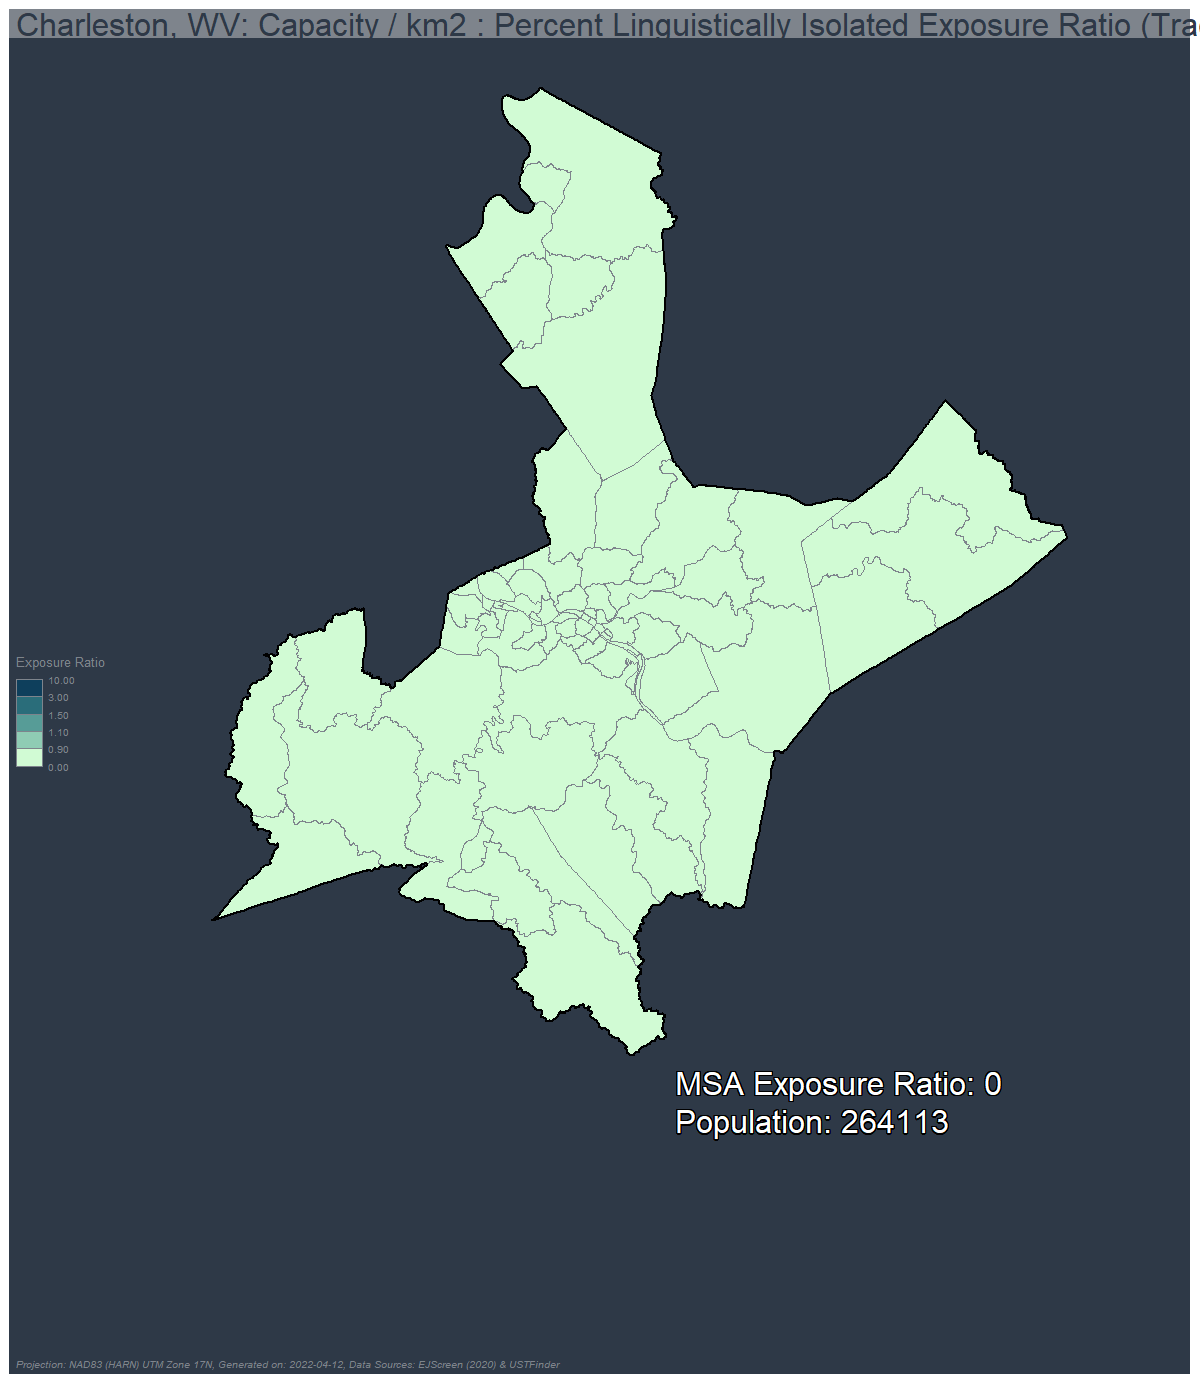 Charleston, WV: Capacity / km2 : Percent Linguistically Isolated Exposure Ratio
Exposure Ratio
10.00
3.00
1.50
1.10
0.90
0.00
MSA Exposure Ratio: 0
Population: 264113
Projection: NAD83 (HARN) UTM Zone 17N, Generated on: 2022-04-12, Data Sources: EJScreen (2020) & USTFinder